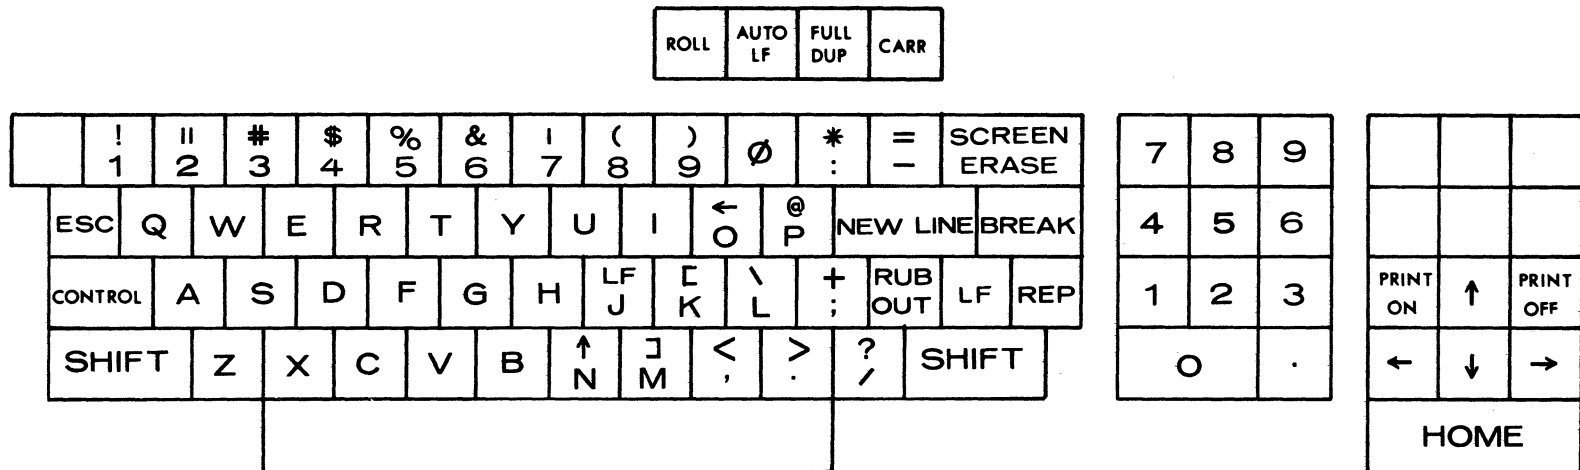 ROLL AUTO LF FULL DUP CARR
! 1 " 2 # 3 $ 4 % 5 & 6 ' 7 ( 8 ) 9 Ø * : = - SCREEN ERASE 7 8 9
ESC Q W E R T Y U I ← O @ P NEW LINE BREAK 4 5 6
CONTROL A S D F G H LF J [ K \ L + ; RUB OUT LF REP 1 2 3 PRINT ON ↑ PRINT OFF
SHIFT Z X C V B ↑ N ] M < , > . ? / SHIFT 0 . ← ↓ →
HOME